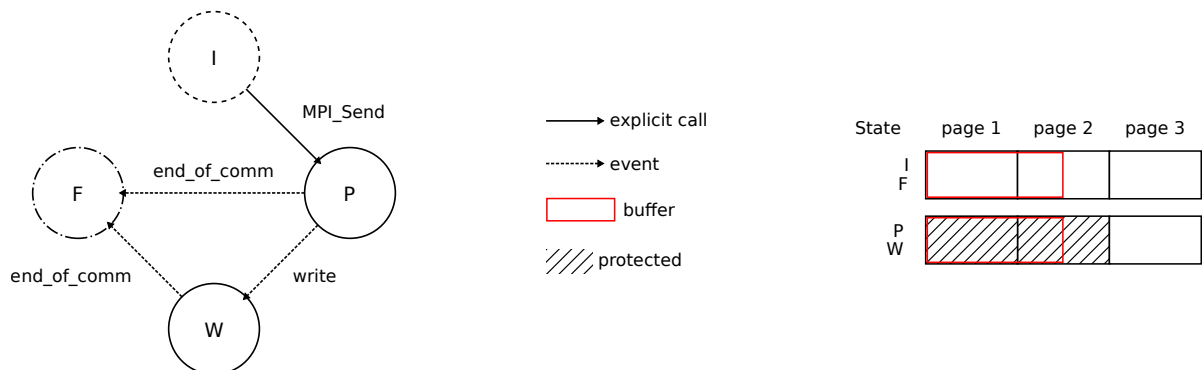 I
MPI_Send
end_of_comm
F
P
end_of_comm
write
W
explicit call
event
buffer
protected
State page 1 page 2 page 3
I
F
P
W